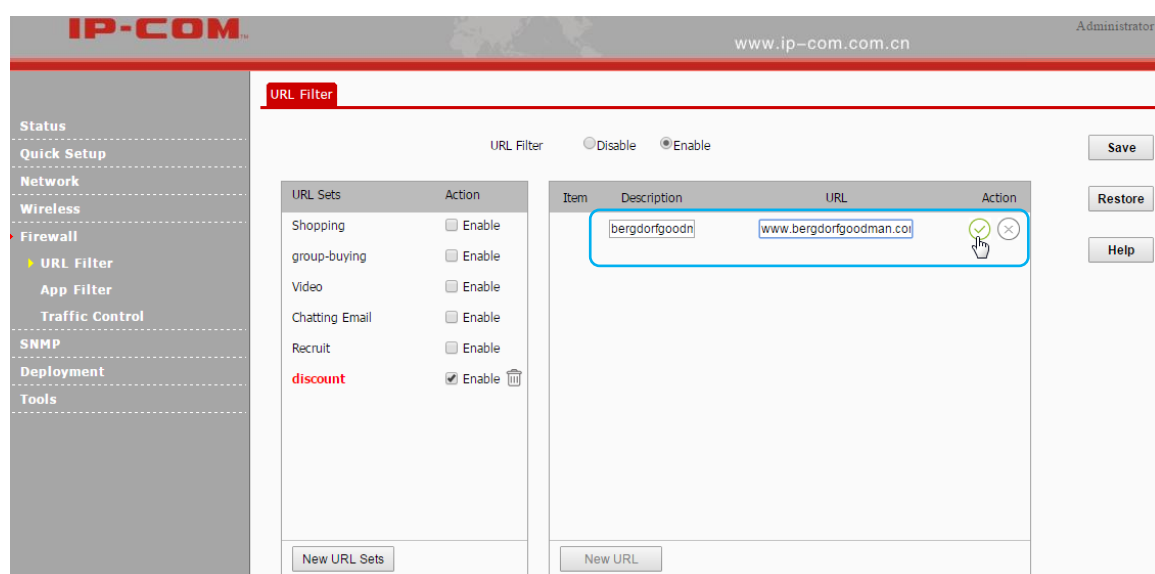 IP-COM
www.ip-com.com.cn
Administrator
URL Filter
Status
Quick Setup
Network
Wireless
Firewall
URL Filter
App Filter
Traffic Control
SNMP
Deployment
Tools
URL Filter Disable Enable
URL Sets Action
Shopping Enable
group-buying Enable
Video Enable
Chatting Email Enable
Recruit Enable
discount Enable
New URL Sets
Item Description URL Action
bergdorfgoodn www.bergdorfgoodman.com
New URL
Save
Restore
Help